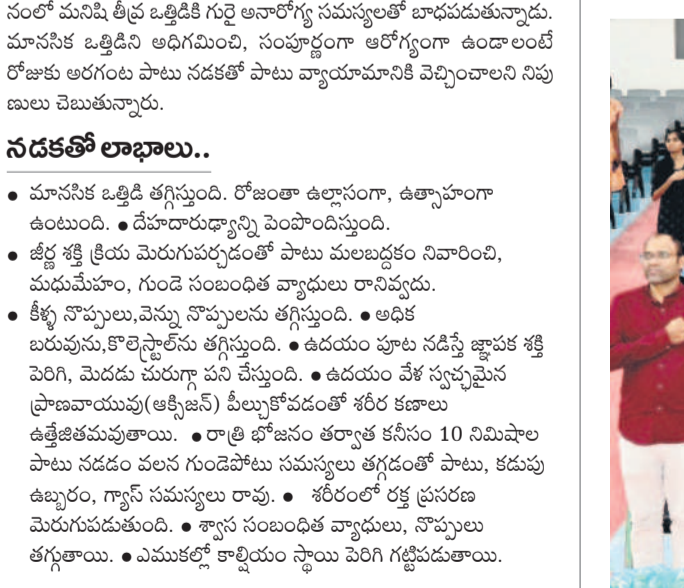 నంలో మనిషి తీవ్ర ఒత్తిడికి గురై అనారోగ్య సమస్యలతో బాధపడుతున్నాడు.
మానసిక ఒత్తిడిని అధిగమించి, సంపూర్ణంగా ఆరోగ్యంగా ఉండాలంటే
రోజుకు అరగంట పాటు నడకతో పాటు వ్యాయామానికి వెచ్చించాలని నిపు
ణులు చెబుతున్నారు.
నడకతో లాభాలు..
● మానసిక ఒత్తిడి తగ్గిస్తుంది. రోజంతా ఉల్లాసంగా, ఉత్సాహంగా
ఉంటుంది. ● దేహదారుఢ్యాన్ని పెంపొందిస్తుంది.
● జీర్ణ శక్తి క్రియ మెరుగుపర్చడంతో పాటు మలబద్దకం నివారించి,
మధుమేహం, గుండె సంబంధిత వ్యాధులు రానివ్వదు.
● కీళ్ళ నొప్పులు,వెన్ను నొప్పులను తగ్గిస్తుంది. ● అధిక
బరువును,కొలెస్ట్రాల్‌ను తగ్గిస్తుంది. ● ఉదయం పూట నడిస్తే జ్ఞాపక శక్తి
పెరిగి, మెదడు చురుగ్గా పని చేస్తుంది. ● ఉదయం వేళ స్వచ్ఛమైన
ప్రాణవాయువు(ఆక్సిజన్) పీల్చుకోవడంతో శరీర కణాలు
ఉత్తేజితమవుతాయి. ● రాత్రి భోజనం తర్వాత కనీసం 10 నిమిషాల
పాటు నడడం వలన గుండెపోటు సమస్యలు తగ్గడంతో పాటు, కడుపు
ఉబ్బరం, గ్యాస్ సమస్యలు రావు. ● శరీరంలో రక్త ప్రసరణ
మెరుగుపడుతుంది. ● శ్వాస సంబంధిత వ్యాధులు, నొప్పులు
తగ్గుతాయి. ● ఎముకల్లో కాల్షియం స్థాయి పెరిగి గట్టిపడుతాయి.